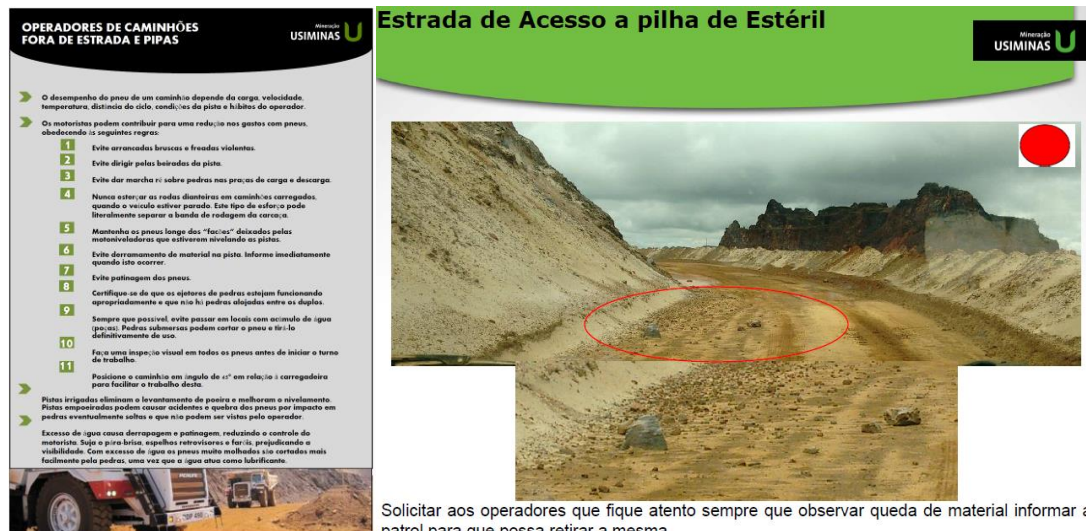 OPERADORES DE CAMINHÕES
FORA DE ESTRADA E PIPAS
Mineração
USIMINAS
O desempenho do pneu de um caminhão depende da carga, velocidade,
temperatura, distância do ciclo, condições da pista e hábitos do operador.
Os motoristas podem contribuir para uma redução nos gastos com pneus,
obedecendo às seguintes regras:
1
Evite arrancadas bruscas e freadas violentas.
2
Evite dirigir pelas beiradas da pista.
3
Evite dar marcha ré sobre pedras nas praças de carga e descarga.
4
Nunca esterçar as rodas dianteiras em caminhões carregados,
quando o veículo estiver parado. Este tipo de esforço pode
literalmente separar a banda de rodagem da carcaça.
5
Mantenha os pneus longe dos "facões" deixados pelas
motoniveladoras que estiverem nivelando as pistas.
6
Evite derramamento de material na pista. Informe imediatamente
quando isto ocorrer.
7
Evite patinagem dos pneus.
8
Certifique-se de que os ejetores de pedras estejam funcionando
apropriadamente e que não há pedras alojadas entre os duplos.
9
Sempre que possível, evite passar em locais com acúmulo de água
(poças). Pedras submersas podem cortar o pneu e tirá-lo
definitivamente de uso.
10
Faça uma inspeção visual em todos os pneus antes de iniciar o turno
de trabalho.
11
Posicione o caminhão em ângulo de 45° em relação à carregadeira
para facilitar o trabalho desta.
Pistas irrigadas eliminam o levantamento de poeira e melhoram o nivelamento.
Pistas empoeiradas podem causar acidentes e quebra dos pneus por impacto em
pedras eventualmente soltas e que não podem ser vistas pelo operador.
Excesso de água causa derrapagem e patinagem, reduzindo o controle do
motorista. Suja o pára-brisa, espelhos retrovisores e faróis, prejudicando a
visibilidade. Com excesso de água os pneus muito molhados são cortados mais
facilmente pela pedras, uma vez que a água atua como lubrificante.
Estrada de Acesso a pilha de Estéril
Mineração
USIMINAS
Solicitar aos operadores que fique atento sempre que observar queda de material informar a
patrol para que possa retirar a mesma